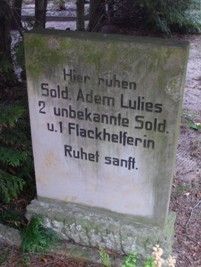 Hier ruhen
Sold. Adem Lulies
2 unbekannte Sold.
u. 1 Flackhelferin
Ruhet sanft.